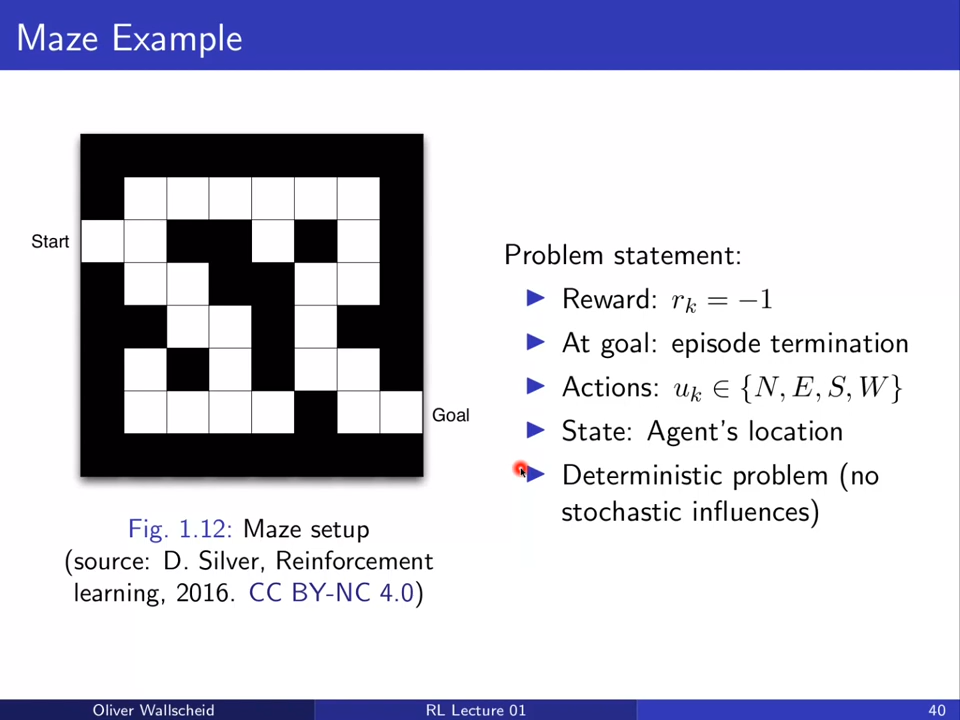 Maze Example
Start
Goal
Fig. 1.12: Maze setup
(source: D. Silver, Reinforcement
learning, 2016. CC BY-NC 4.0)
Problem statement:
▶ Reward: rₖ = −1
▶ At goal: episode termination
▶ Actions: uₖ ∈ {N, E, S, W}
▶ State: Agent's location
▶ Deterministic problem (no
stochastic influences)
Oliver Wallscheid
RL Lecture 01
40